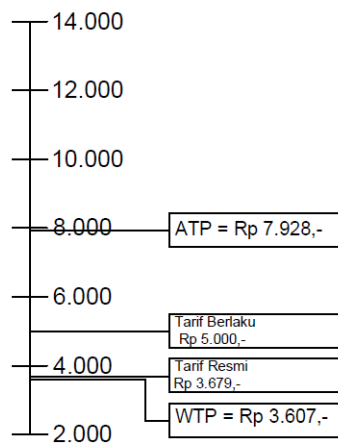 14.000
12.000
10.000
8.000
ATP = Rp 7.928,-
6.000
Tarif Berlaku
Rp 5.000,-
4.000
Tarif Resmi
Rp 3.679,-
WTP = Rp 3.607,-
2.000